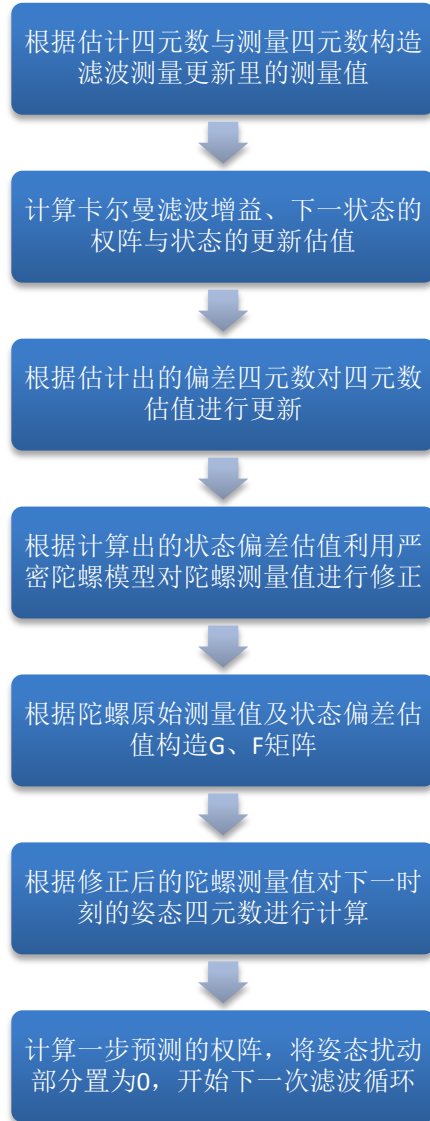 根据估计四元数与测量四元数构造
滤波测量更新里的测量值
计算卡尔曼滤波增益、下一状态的
权阵与状态的更新估值
根据估计出的偏差四元数对四元数
估值进行更新
根据计算出的状态偏差估值利用严
密陀螺模型对陀螺测量值进行修正
根据陀螺原始测量值及状态偏差估
值构造G、F矩阵
根据修正后的陀螺测量值对下一时
刻的姿态四元数进行计算
计算一步预测的权阵，将姿态扰动
部分置为0，开始下一次滤波循环